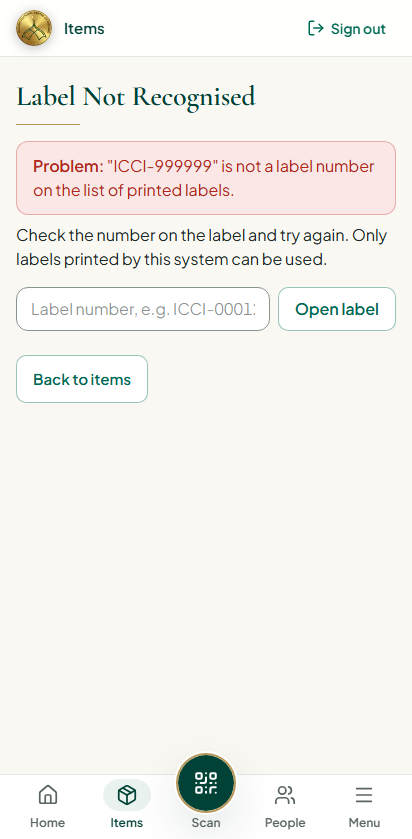 Items
Sign out
Label Not Recognised
Problem: "ICCI-999999" is not a label number
on the list of printed labels.
Check the number on the label and try again. Only
labels printed by this system can be used.
Label number, e.g. ICCI-0001
Open label
Back to items
Home
Items
Scan
People
Menu